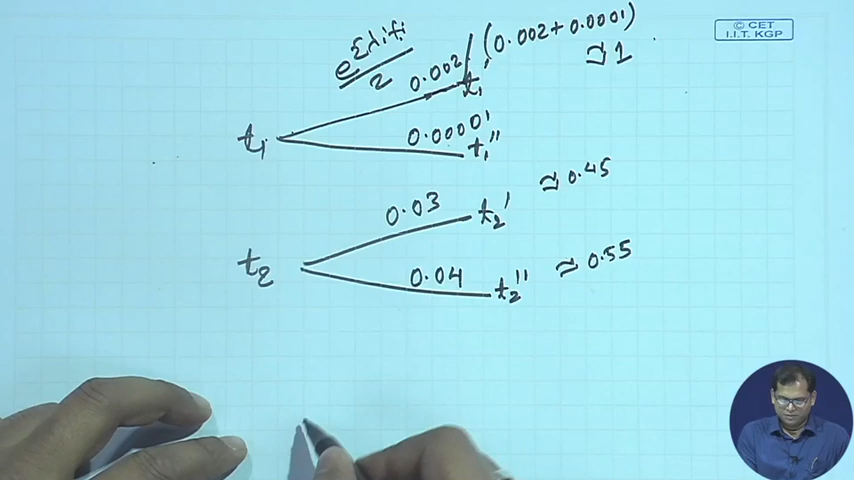 © CET
I.I.T. KGP
e^Σλifi / z
0.002/(0.002+0.0001)
≃ 1
t1
t1'
0.00001
t1''
t2
0.03
t2'
≈ 0.45
0.04
t2''
≈ 0.55